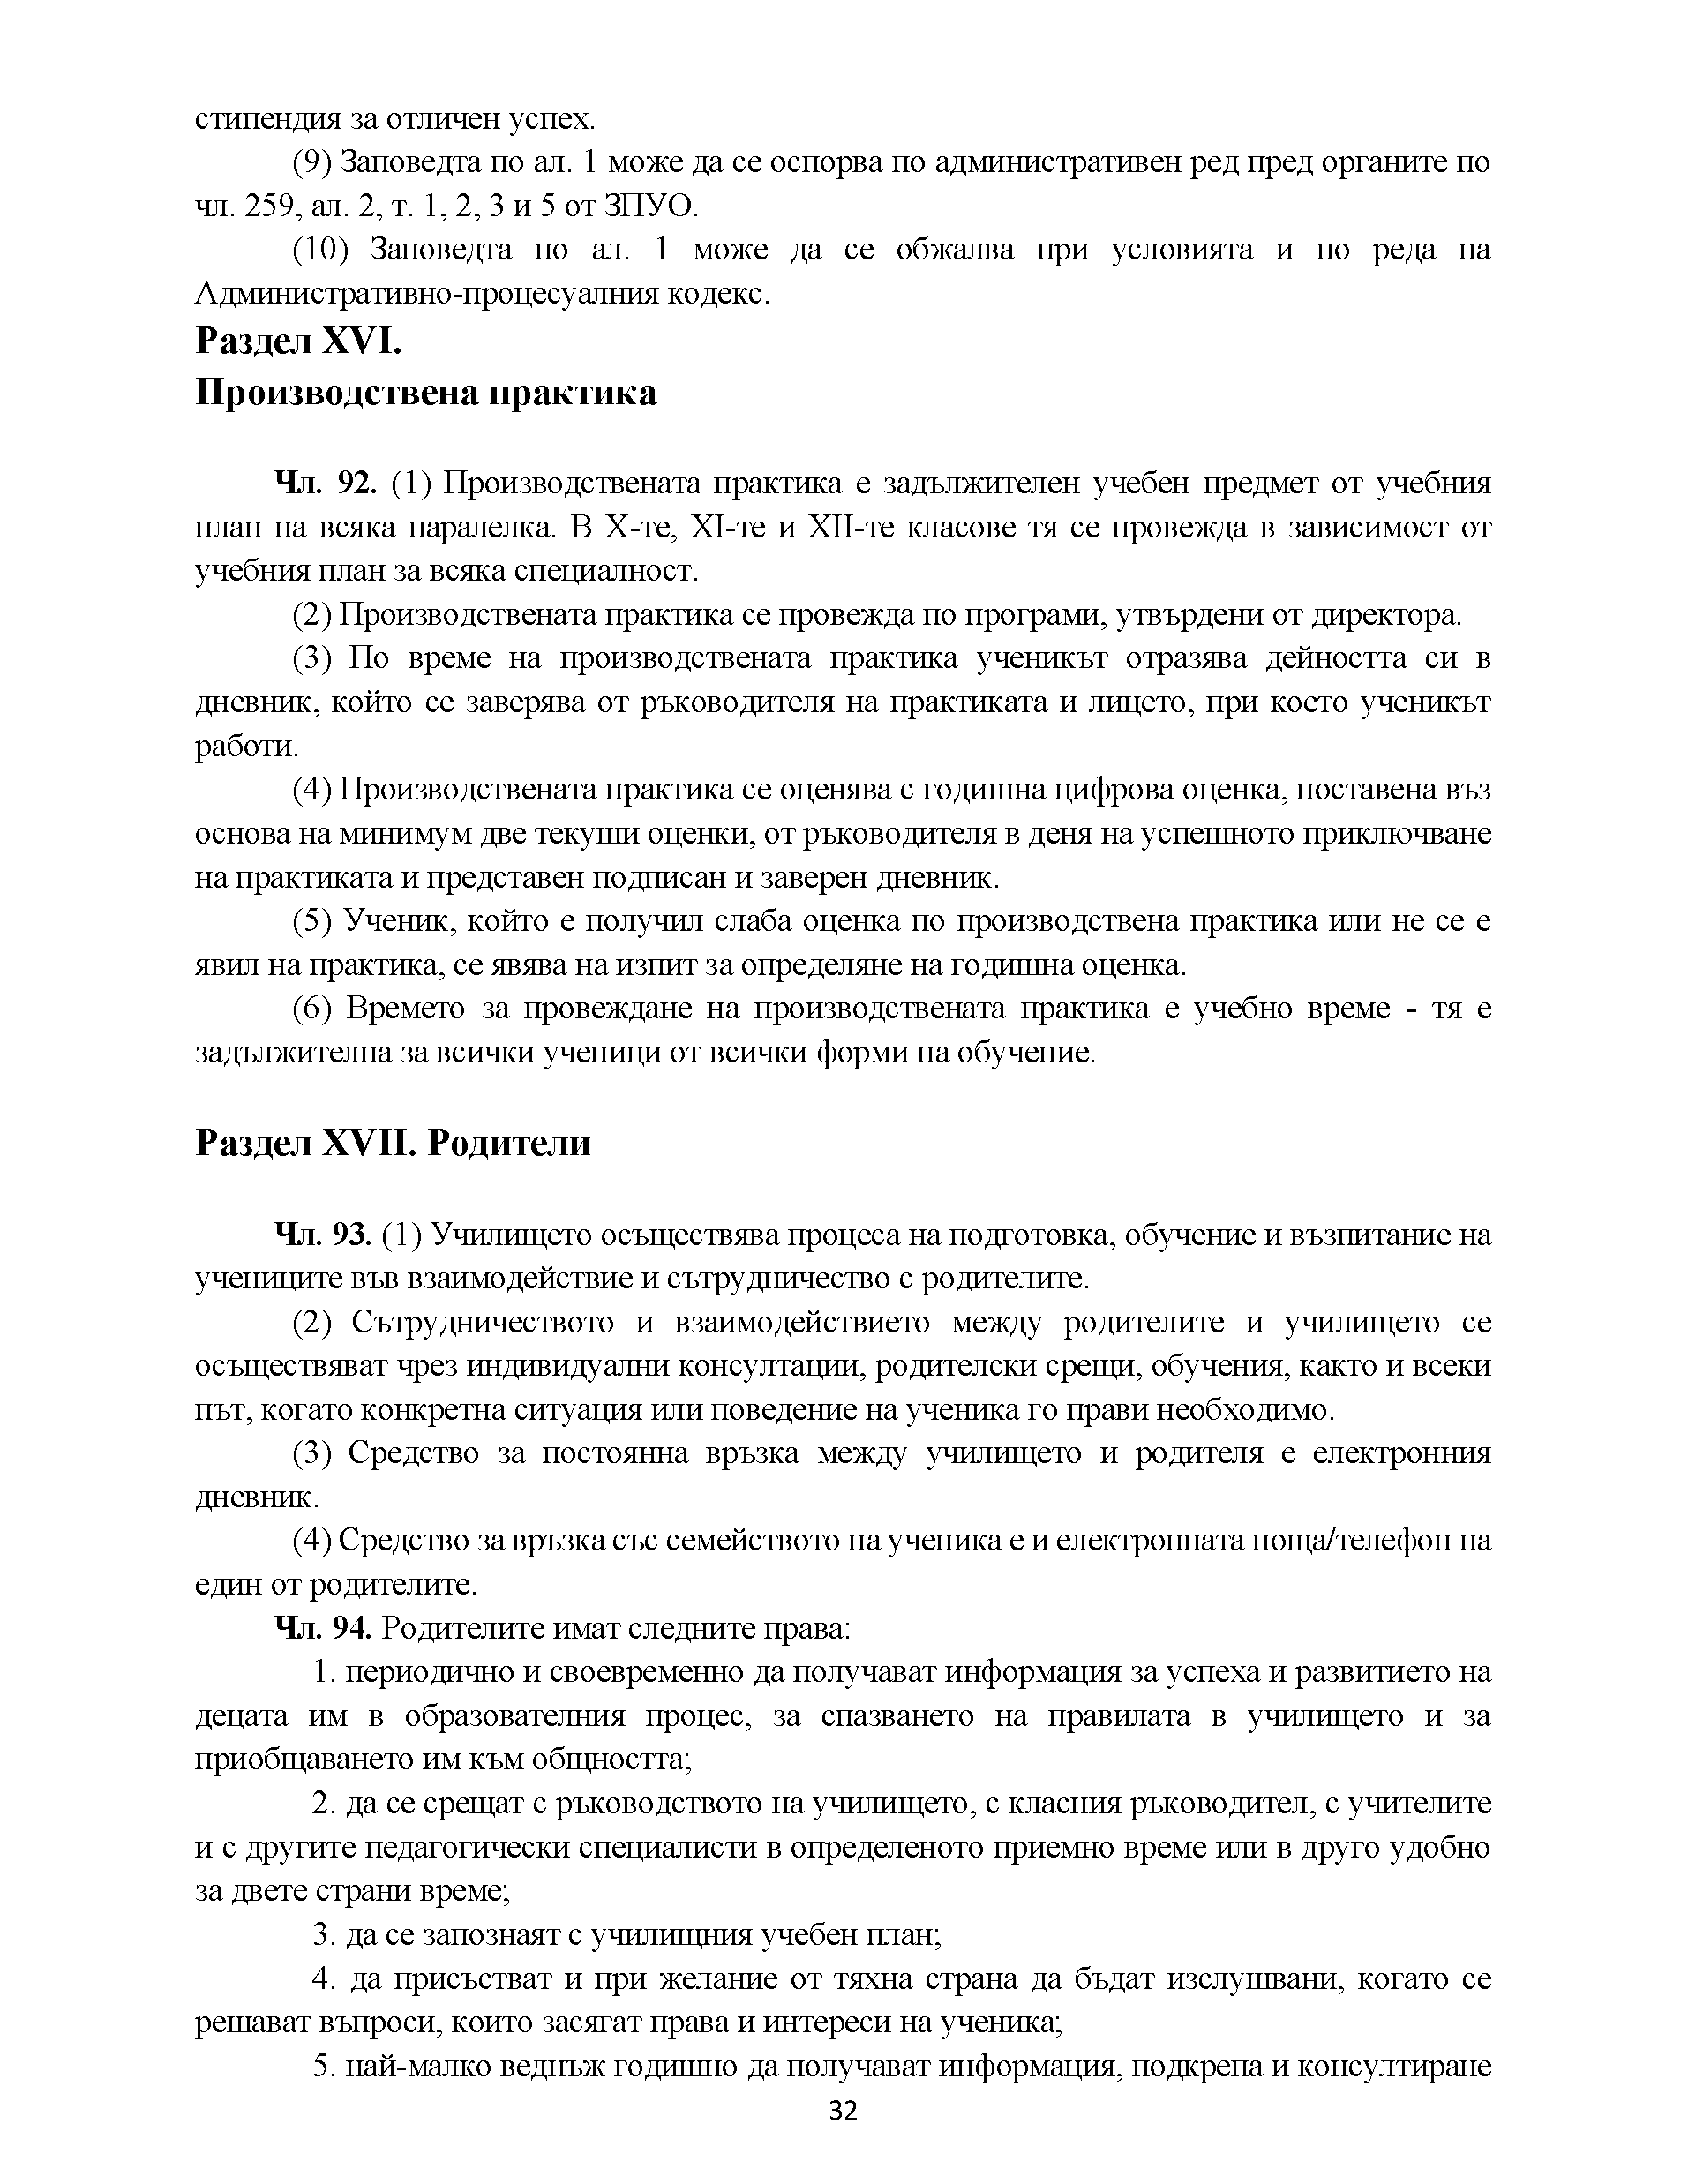 стипендия за отличен успех.
(9) Заповедта по ал. 1 може да се оспорва по административен ред пред органите по
чл. 259, ал. 2, т. 1, 2, 3 и 5 от ЗПУО.
(10) Заповедта по ал. 1 може да се обжалва при условията и по реда на
Административно-процесуалния кодекс.
Раздел XVI.
Производствена практика
Чл. 92. (1) Производствената практика е задължителен учебен предмет от учебния
план на всяка паралелка. В X-те, XI-те и XII-те класове тя се провежда в зависимост от
учебния план за всяка специалност.
(2) Производствената практика се провежда по програми, утвърдени от директора.
(3) По време на производствената практика ученикът отразява дейността си в
дневник, който се заверява от ръководителя на практиката и лицето, при което ученикът
работи.
(4) Производствената практика се оценява с годишна цифрова оценка, поставена въз
основа на минимум две текуши оценки, от ръководителя в деня на успешното приключване
на практиката и представен подписан и заверен дневник.
(5) Ученик, който е получил слаба оценка по производствена практика или не се е
явил на практика, се явява на изпит за определяне на годишна оценка.
(6) Времето за провеждане на производствената практика е учебно време - тя е
задължителна за всички ученици от всички форми на обучение.
Раздел XVII. Родители
Чл. 93. (1) Училището осъществява процеса на подготовка, обучение и възпитание на
учениците във взаимодействие и сътрудничество с родителите.
(2) Сътрудничеството и взаимодействието между родителите и училището се
осъществяват чрез индивидуални консултации, родителски срещи, обучения, както и всеки
път, когато конкретна ситуация или поведение на ученика го прави необходимо.
(3) Средство за постоянна връзка между училището и родителя е електронния
дневник.
(4) Средство за връзка със семейството на ученика е и електронната поща/телефон на
един от родителите.
Чл. 94. Родителите имат следните права:
1. периодично и своевременно да получават информация за успеха и развитието на
децата им в образователния процес, за спазването на правилата в училището и за
приобщаването им към общността;
2. да се срещат с ръководството на училището, с класния ръководител, с учителите
и с другите педагогически специалисти в определеното приемно време или в друго удобно
за двете страни време;
3. да се запознаят с училищния учебен план;
4. да присъстват и при желание от тяхна страна да бъдат изслушвани, когато се
решават въпроси, които засягат права и интереси на ученика;
5. най-малко веднъж годишно да получават информация, подкрепа и консултиране
32